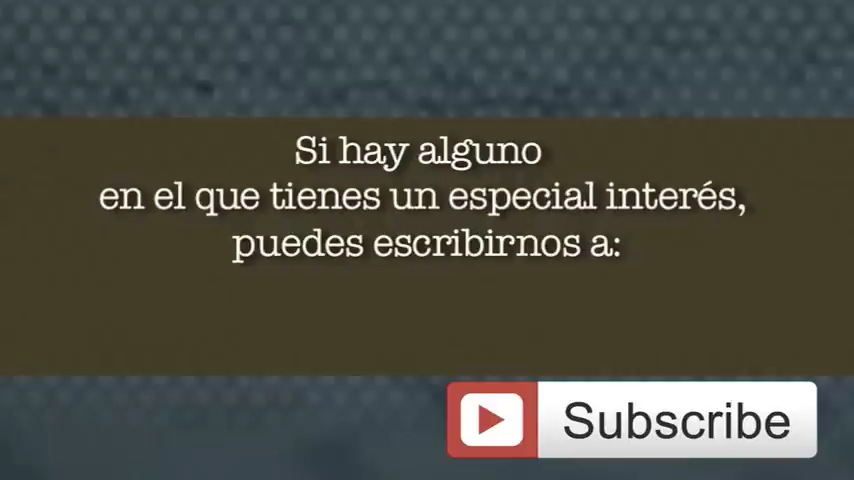 Si hay alguno
en el que tienes un especial interés,
puedes escribirnos a:
Subscribe